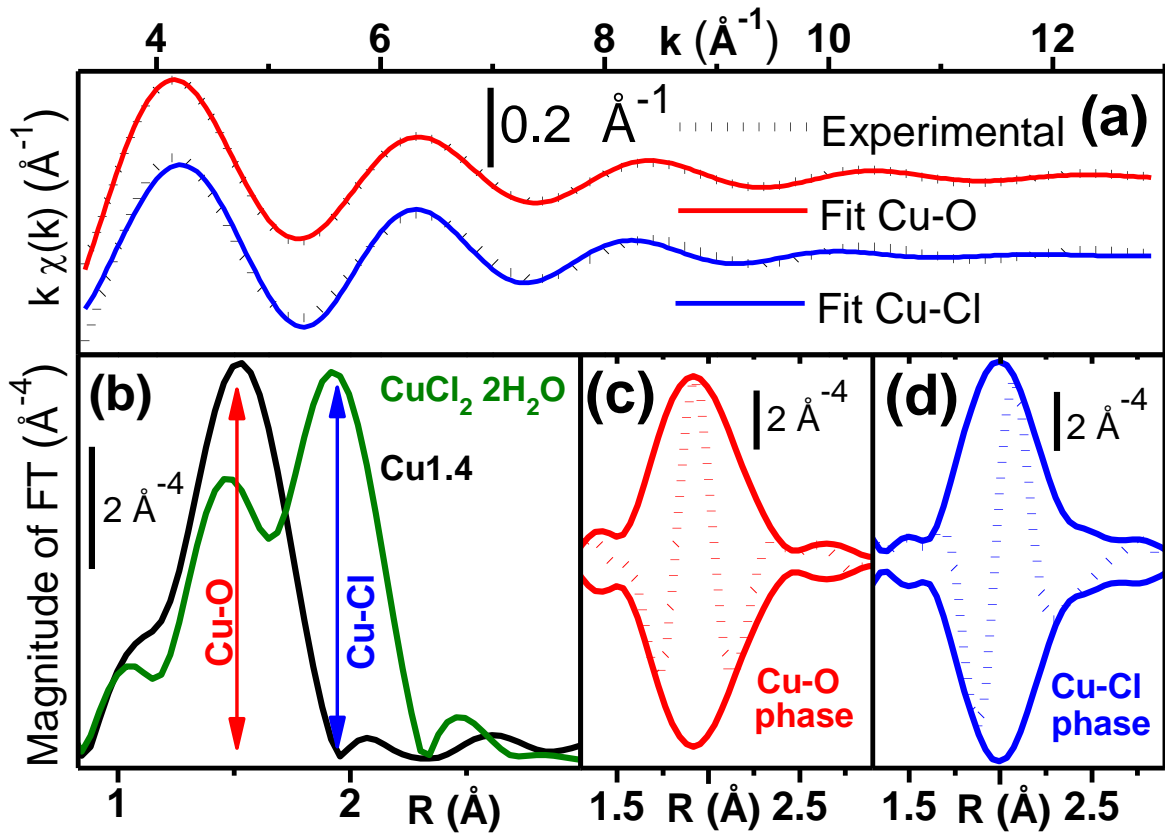 4 6 8 k (Å⁻¹) 10 12
k χ(k) (Å⁻¹)
0.2 Å⁻¹
Experimental
(a)
Fit Cu-O
Fit Cu-Cl
Magnitude of FT (Å⁻⁴)
(b)
CuCl₂ 2H₂O
Cu1.4
2 Å⁻⁴
Cu-O
Cu-Cl
1 2 R (Å)
(c)
2 Å⁻⁴
Cu-O
phase
1.5 R (Å) 2.5
(d)
2 Å⁻⁴
Cu-Cl
phase
1.5 R (Å) 2.5